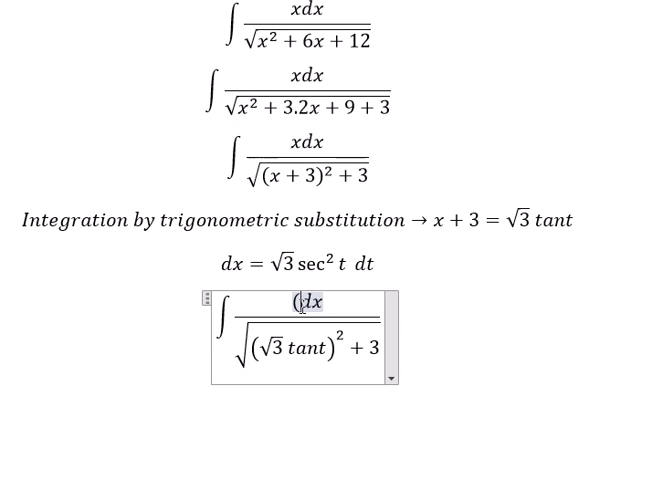 ∫ xdx / √(x² + 6x + 12)
∫ xdx / √(x² + 3.2x + 9 + 3)
∫ xdx / √((x + 3)² + 3)
Integration by trigonometric substitution → x + 3 = √3 tant
dx = √3 sec² t dt
∫ (dx / √((√3 tant)² + 3)